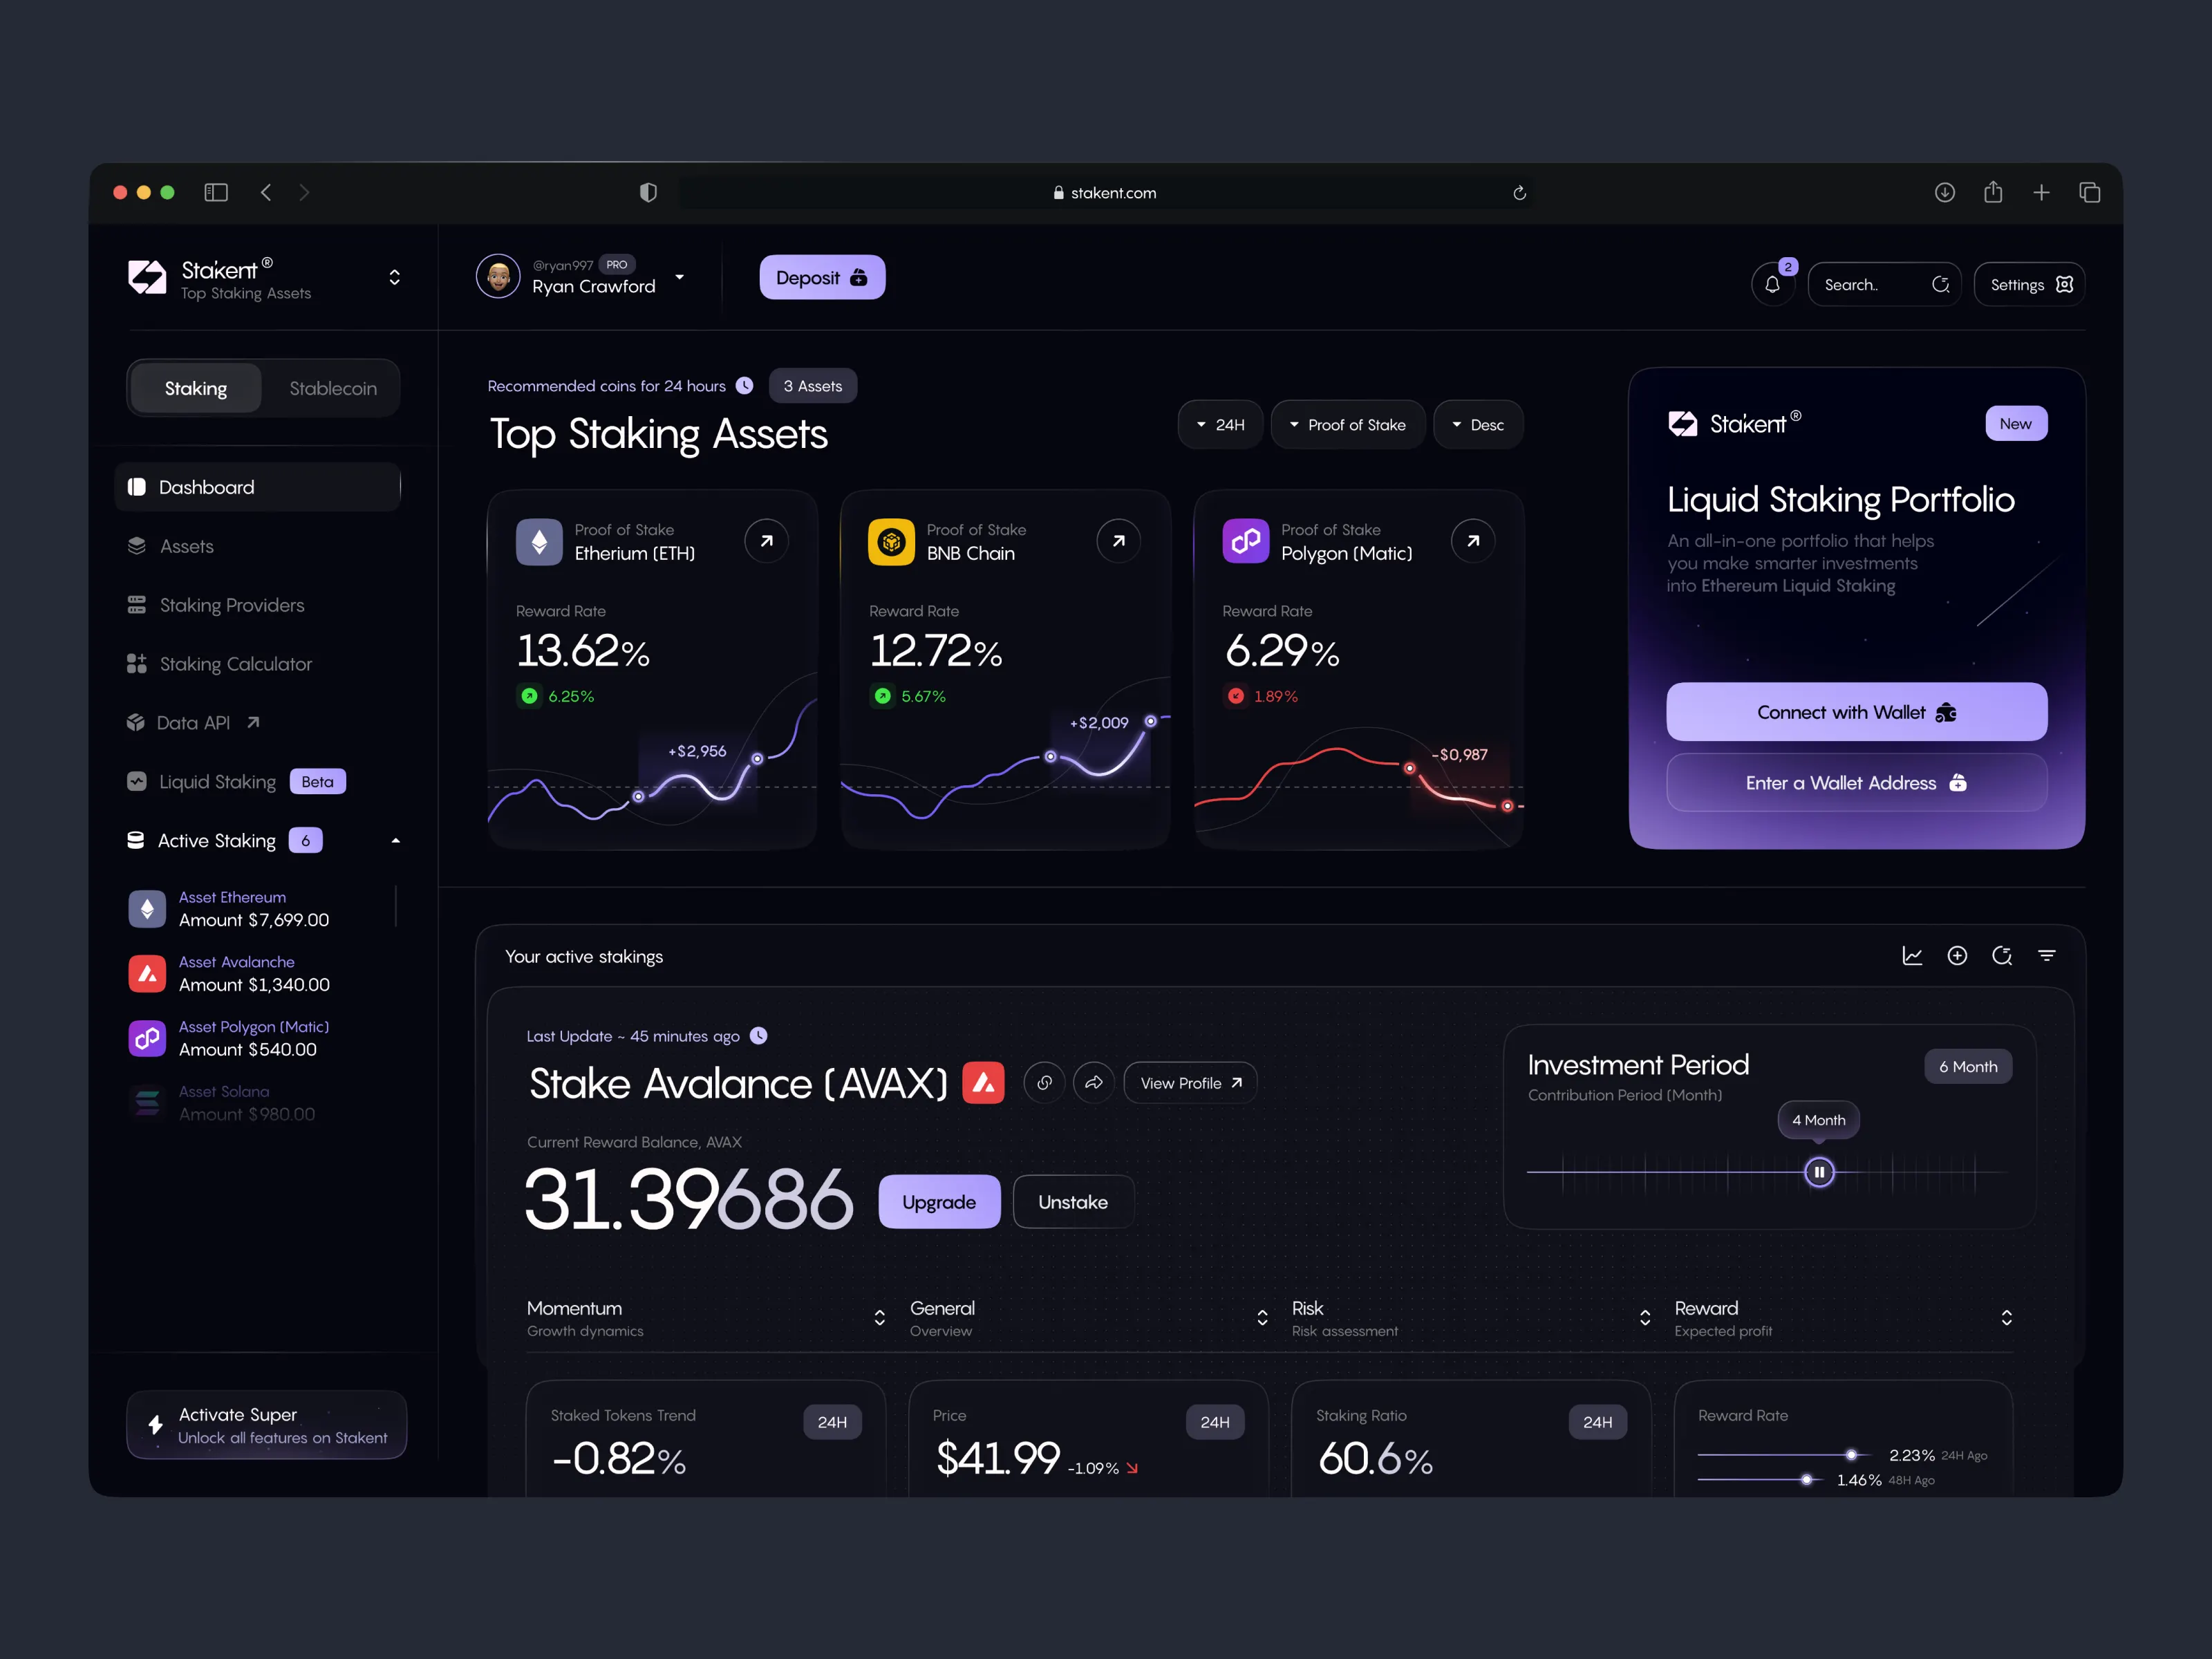 stakent.com
Stakent ®
Top Staking Assets
@ryan997 PRO
Ryan Crawford
Deposit
2
Search..
Settings
Staking
Stablecoin
Dashboard
Assets
Staking Providers
Staking Calculator
Data API
Liquid Staking Beta
Active Staking 6
Asset Ethereum
Amount $7,699.00
Asset Avalanche
Amount $1,340.00
Asset Polygon (Matic)
Amount $540.00
Asset Solana
Amount $980.00
Activate Super
Unlock all features on Stakent
Recommended coins for 24 hours
3 Assets
Top Staking Assets
24H
Proof of Stake
Desc
Proof of Stake
Etherium (ETH)
Reward Rate
13.62%
6.25%
+$2,956
Proof of Stake
BNB Chain
Reward Rate
12.72%
5.67%
+$2,009
Proof of Stake
Polygon (Matic)
Reward Rate
6.29%
1.89%
-$0,987
Stakent ®
New
Liquid Staking Portfolio
An all-in-one portfolio that helps
you make smarter investments
into Ethereum Liquid Staking
Connect with Wallet
Enter a Wallet Address
Your active stakings
Last Update ~ 45 minutes ago
Stake Avalance (AVAX)
View Profile
Current Reward Balance, AVAX
31.39686
Upgrade
Unstake
Investment Period
Contribution Period (Month)
6 Month
4 Month
Momentum
Growth dynamics
General
Overview
Risk
Risk assessment
Reward
Expected profit
Staked Tokens Trend
24H
-0.82%
Price
24H
$41.99 -1.09%
Staking Ratio
24H
60.6%
Reward Rate
2.23% 24H Ago
1.46% 48H Ago